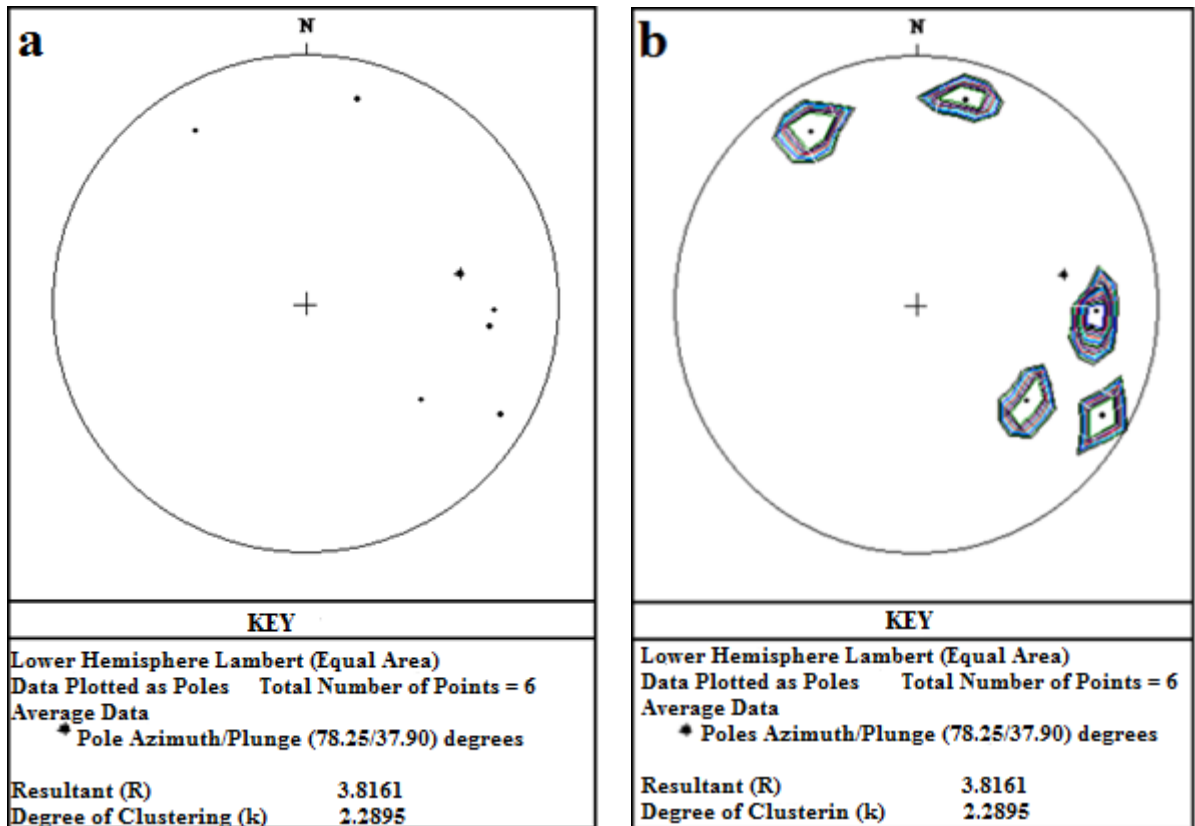 a
N
KEY
Lower Hemisphere Lambert (Equal Area)
Data Plotted as Poles Total Number of Points = 6
Average Data
Pole Azimuth/Plunge (78.25/37.90) degrees
Resultant (R) 3.8161
Degree of Clustering (k) 2.2895
b
N
KEY
Lower Hemisphere Lambert (Equal Area)
Data Plotted as Poles Total Number of Points = 6
Average Data
Poles Azimuth/Plunge (78.25/37.90) degrees
Resultant (R) 3.8161
Degree of Clusterin (k) 2.2895